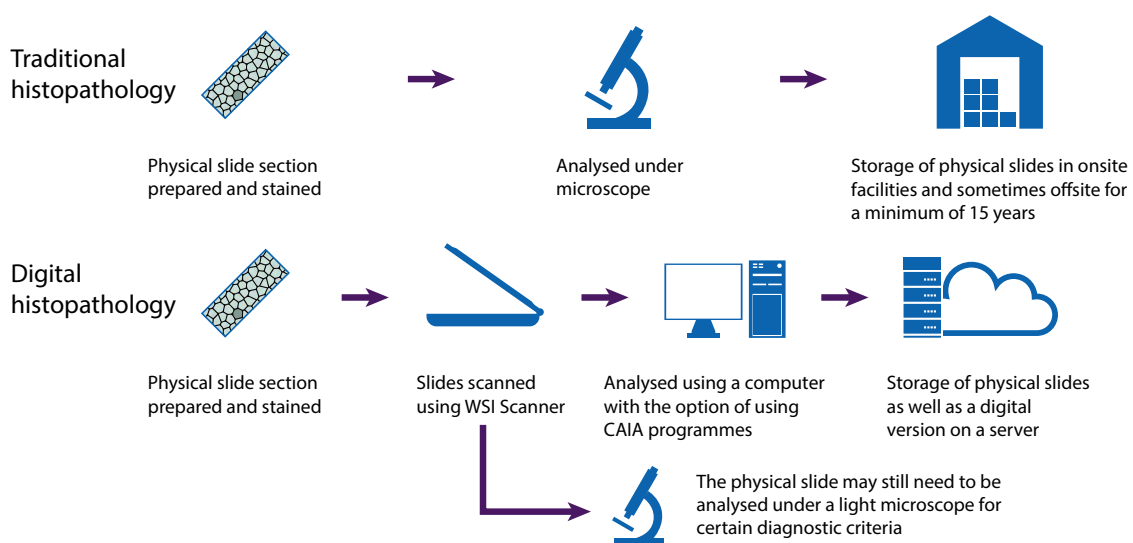 Traditional
histopathology
Physical slide section
prepared and stained
Analysed under
microscope
Storage of physical slides in onsite
facilities and sometimes offsite for
a minimum of 15 years
Digital
histopathology
Physical slide section
prepared and stained
Slides scanned
using WSI Scanner
Analysed using a computer
with the option of using
CAIA programmes
Storage of physical slides
as well as a digital
version on a server
The physical slide may still need to be
analysed under a light microscope for
certain diagnostic criteria